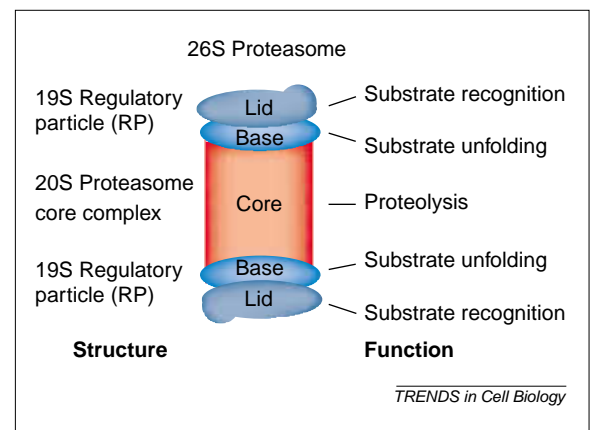 26S Proteasome
19S Regulatory
particle (RP)
Lid
Substrate recognition
Base
Substrate unfolding
20S Proteasome
core complex
Core
Proteolysis
19S Regulatory
particle (RP)
Base
Substrate unfolding
Lid
Substrate recognition
Structure
Function
TRENDS in Cell Biology